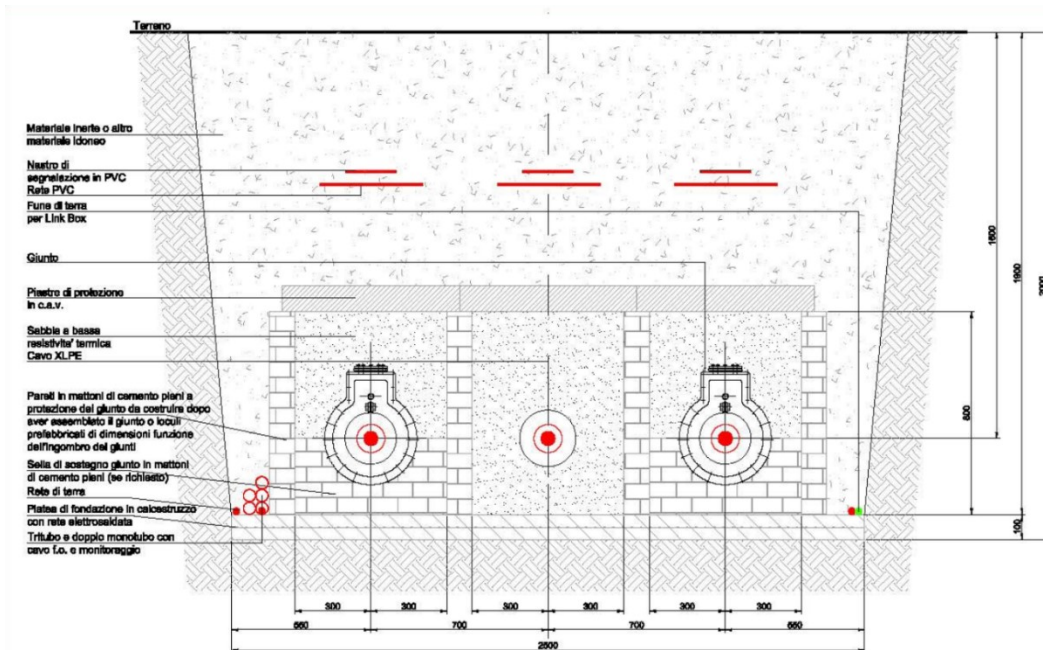 Terreno
Materiale inerte o altro
materiale idoneo
Nastro di
segnalazione in PVC
Rete PVC
Fune di terra
per Link Box
Giunto
Piastre di protezione
in c.a.v.
Sabbia a bassa
resistivita' termica
Cavo XLPE
Pareti in mattoni di cemento pieni a
protezione del giunto da costruire dopo
aver assemblato il giunto o loculi
prefabbricati di dimensioni funzione
dell'ingombro dei giunti
Sella di sostegno giunto in mattoni
di cemento pieni (se richiesto)
Rete di terra
Platea di fondazione in calcestruzzo
con rete elettrosaldata
Tritubo e doppio monotubo con
cavo f.o. e monitoraggio
1600
1900
2000
800
100
300 300 300 300 300 300
550 700 700 550
2500